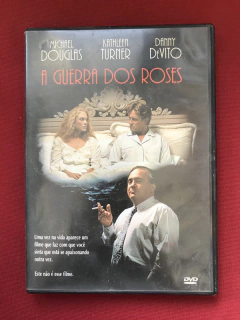 MICHAEL KATHLEEN DANNY
DOUGLAS TURNER DeVITO
A GUERRA DOS ROSES
Uma vez na vida aparece um
filme que faz com que você
sinta que está se apaixonando
outra vez.
Este não é esse filme.
DVD